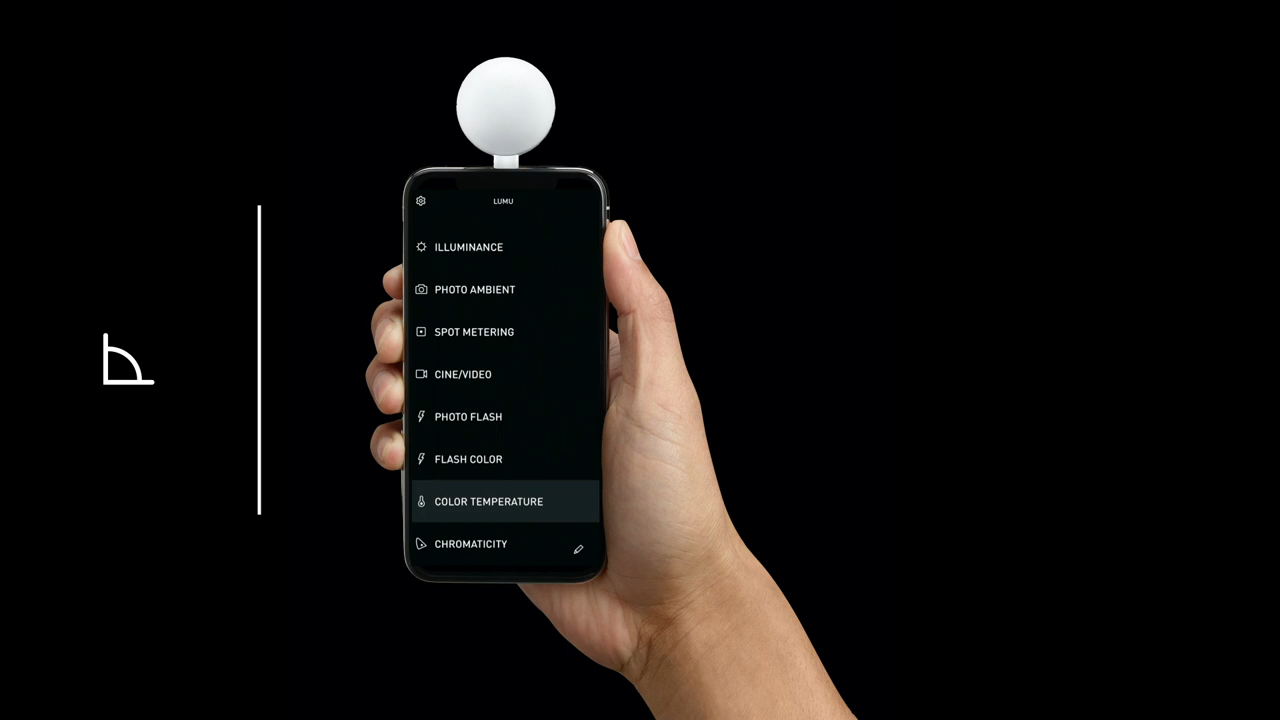 LUMU
ILLUMINANCE
PHOTO AMBIENT
SPOT METERING
CINE/VIDEO
PHOTO FLASH
FLASH COLOR
COLOR TEMPERATURE
CHROMATICITY